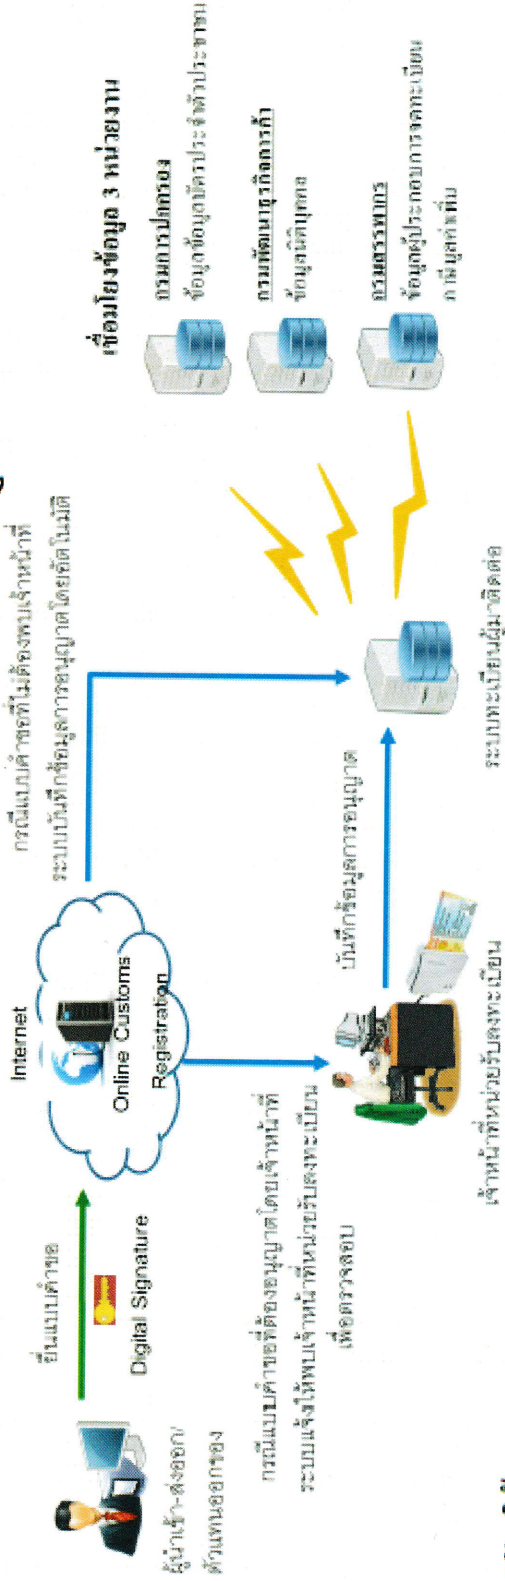 เชื่อมโยงข้อมูล 3 หน่วยงาน
กรมการปกครอง
ข้อมูลข้อมูลบัตรประจำตัวประชาชน
กรมพัฒนาธุรกิจการค้า
ข้อมูลนิติบุคคล
กรมสรรพากร
ข้อมูลผู้ประกอบการจดทะเบียน
ภาษีมูลค่าเพิ่ม
กรณีแบบคำขอที่ไม่ต้องพบเจ้าหน้าที่
ระบบบันทึกข้อมูลการอนุญาตโดยอัตโนมัติ
Internet
Online Customs
Registration
ยื่นแบบคำขอ
Digital Signature
ผู้นำเข้า-ส่งออก/
ตัวแทนออกของ
กรณีแบบคำขอที่ต้องอนุญาตโดยเจ้าหน้าที่
ระบบแจ้งให้พบเจ้าหน้าที่หน่วยรับลงทะเบียน
เพื่อตรวจสอบ
บันทึกข้อมูลการอนุญาต
เจ้าหน้าที่หน่วยรับลงทะเบียน
ระบบทะเบียนผู้มาติดต่อ